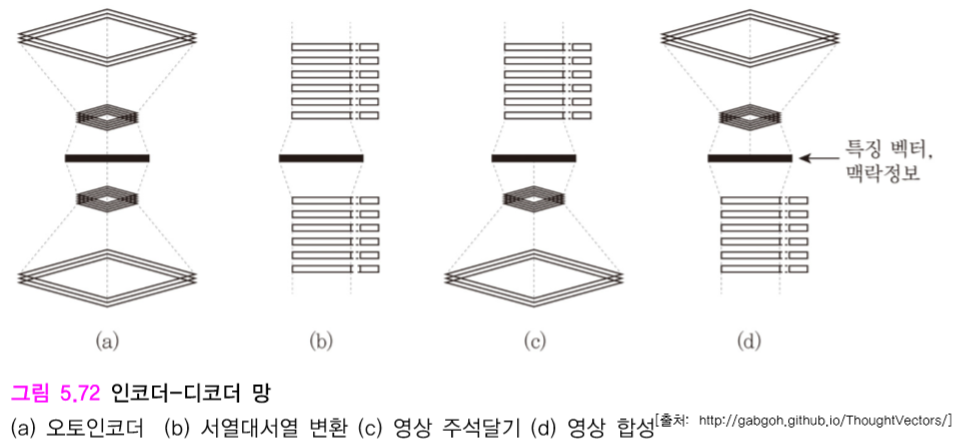 특징 벡터,
맥락정보
(a) (b) (c) (d)
그림 5.72 인코더-디코더 망
(a) 오토인코더 (b) 서열대서열 변환 (c) 영상 주석달기 (d) 영상 합성[출처: http://gabgoh.github.io/ThoughtVectors/]